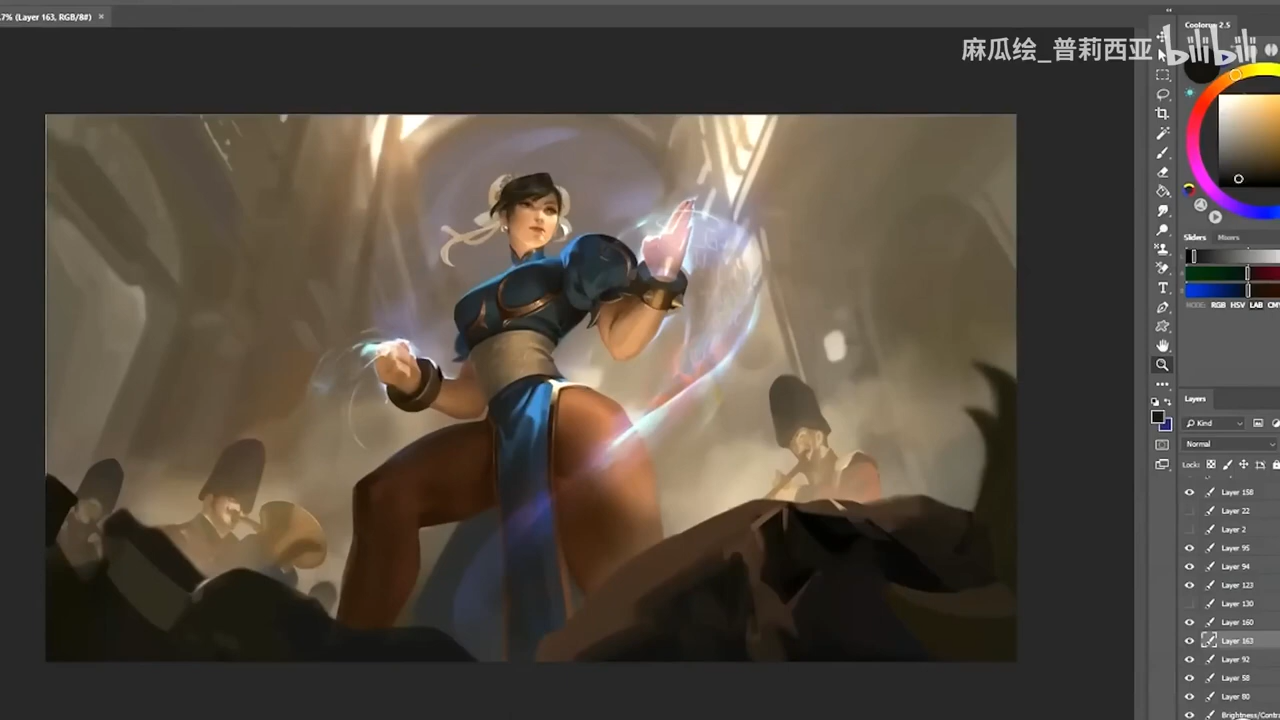 .7% (Layer 163, RGB/8#) ×
Coolorus 2.5
麻瓜绘_普莉西亚 bilibili
Sliders Mixers
RGB HSV LAB CM
Layers
Kind
Normal
Lock:
Layer 158
Layer 22
Layer 2
Layer 95
Layer 94
Layer 123
Layer 130
Layer 160
Layer 163
Layer 92
Layer 58
Layer 80
Brightness/Contra